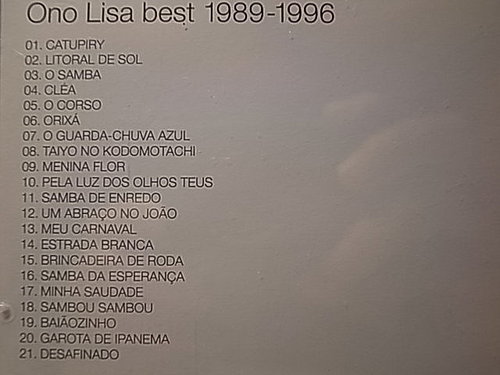 Ono Lisa best 1989-1996
01. CATUPIRY
02. LITORAL DE SOL
03. O SAMBA
04. CLÉA
05. O CORSO
06. ORIXÁ
07. O GUARDA-CHUVA AZUL
08. TAIYO NO KODOMOTACHI
09. MENINA FLOR
10. PELA LUZ DOS OLHOS TEUS
11. SAMBA DE ENREDO
12. UM ABRAÇO NO JOÃO
13. MEU CARNAVAL
14. ESTRADA BRANCA
15. BRINCADEIRA DE RODA
16. SAMBA DA ESPERANÇA
17. MINHA SAUDADE
18. SAMBOU SAMBOU
19. BAIÃOZINHO
20. GAROTA DE IPANEMA
21. DESAFINADO